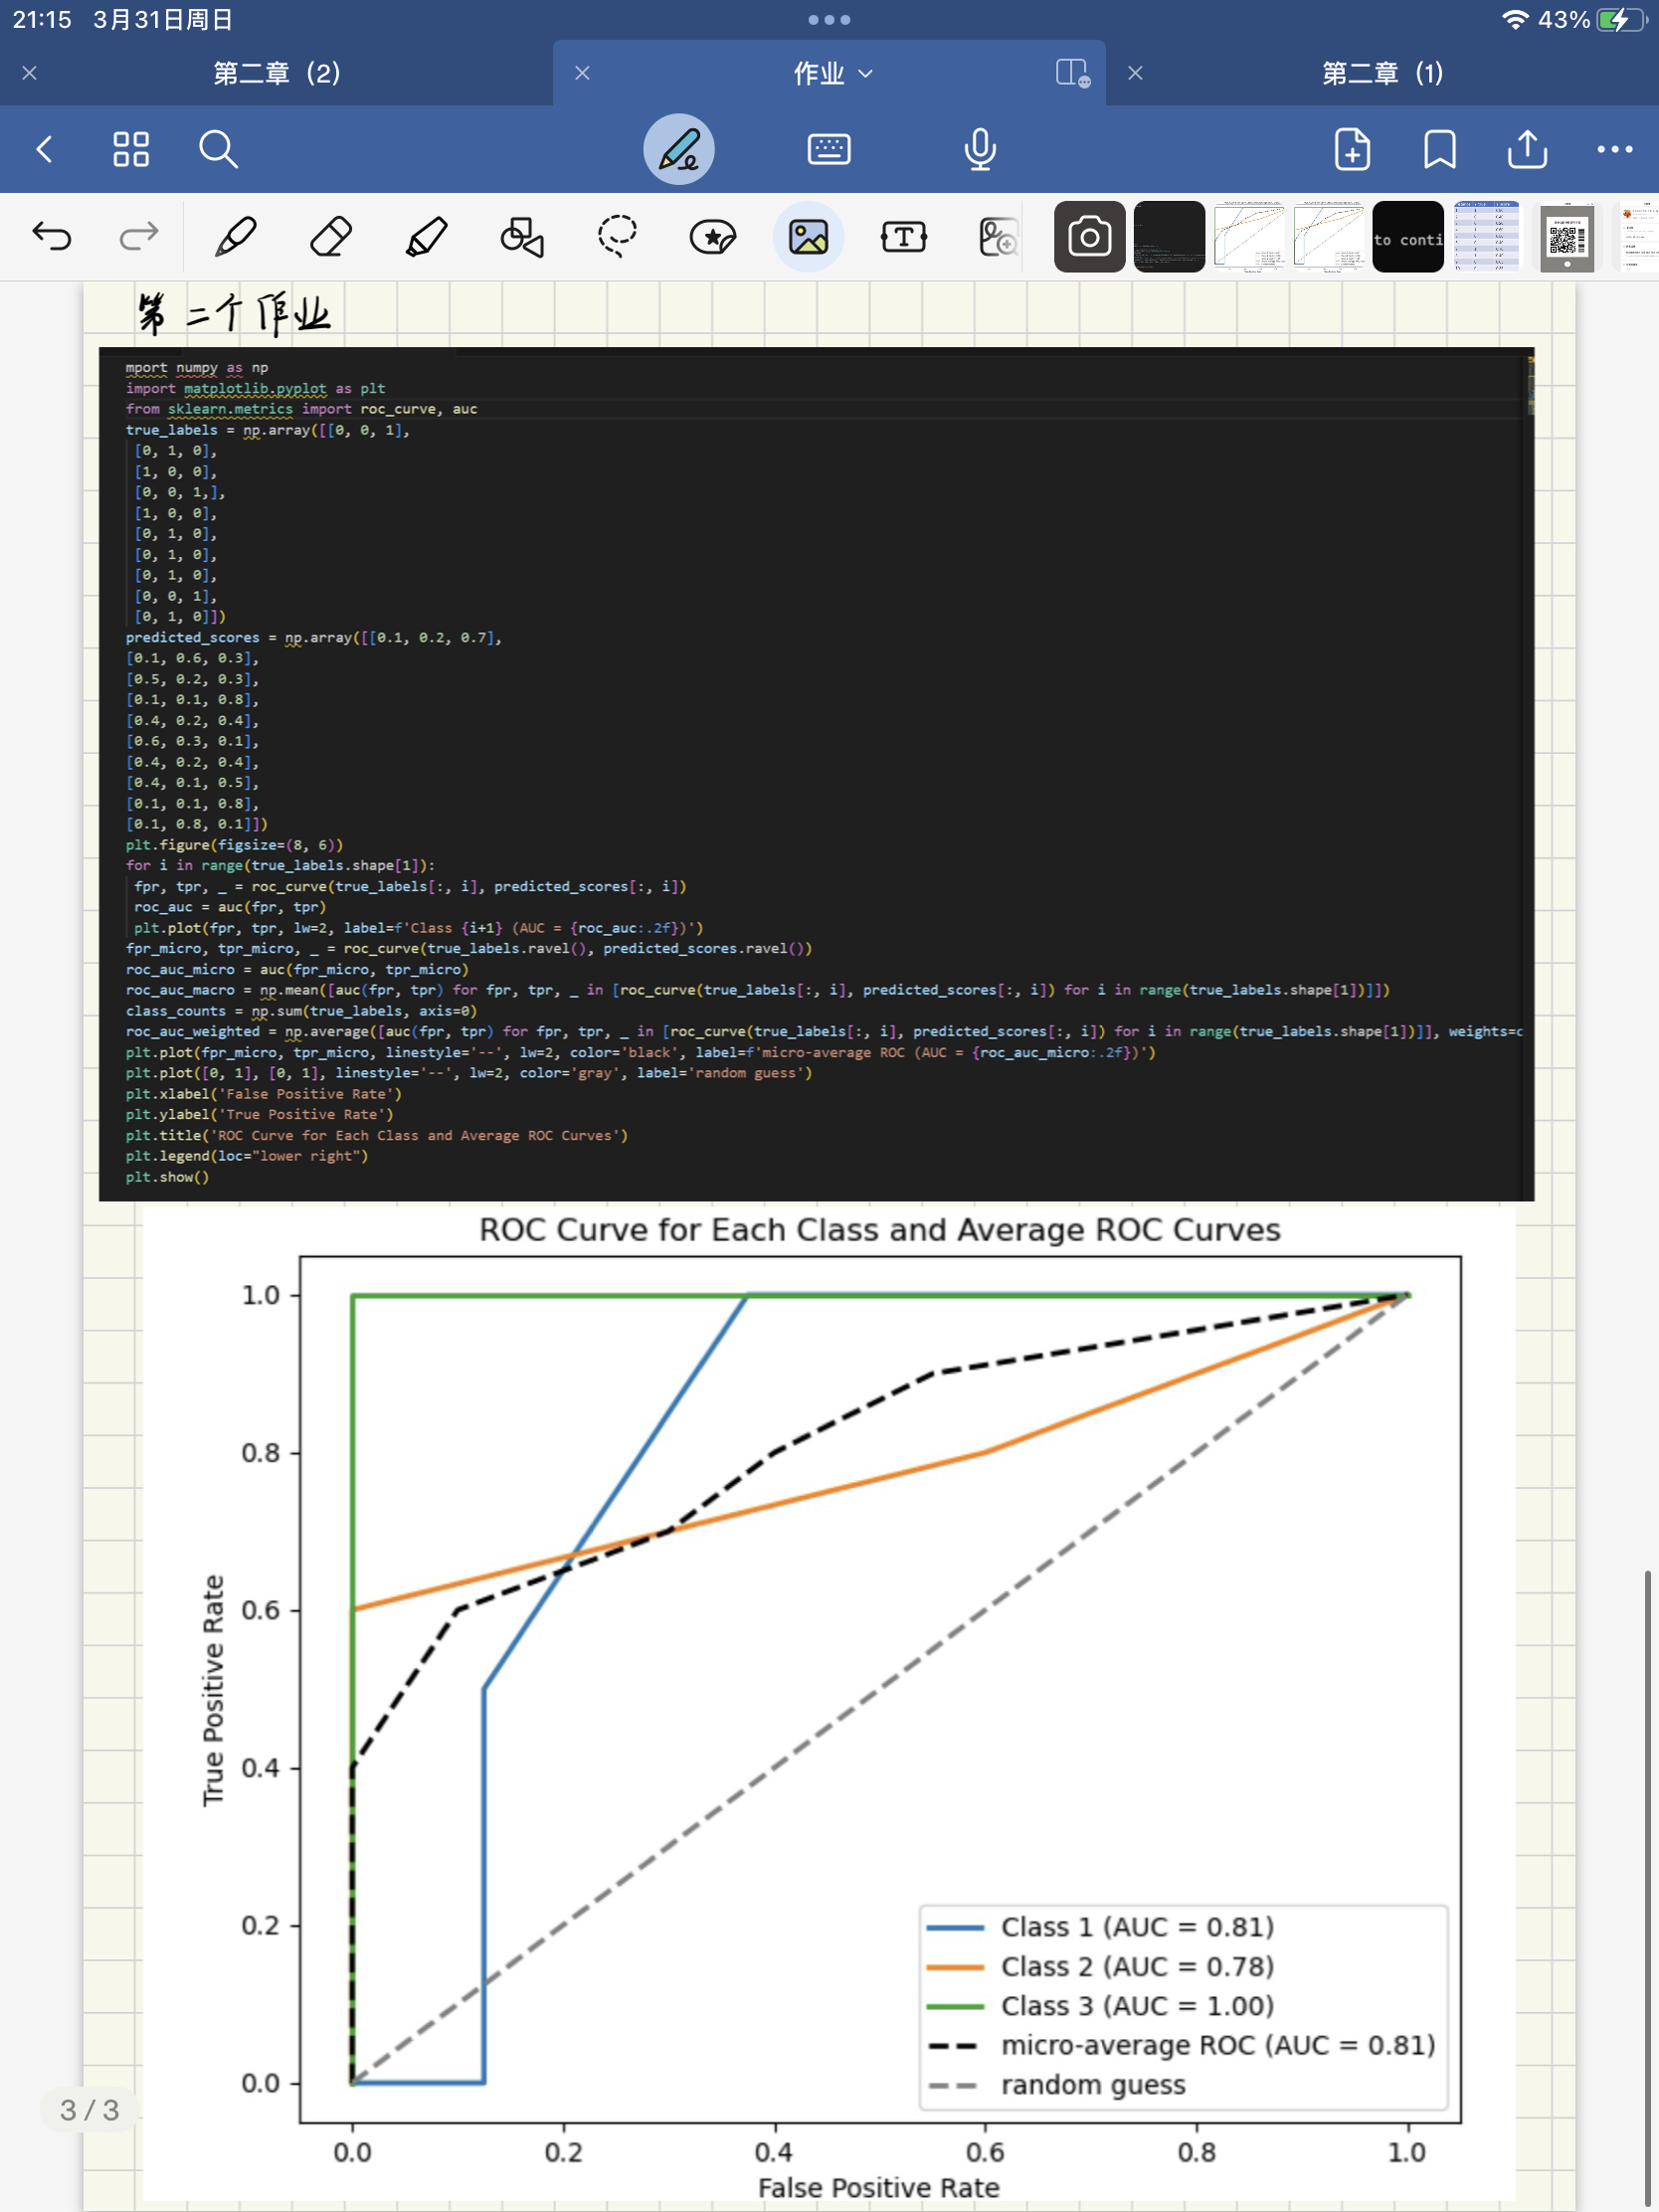 21:15 3月31日周日
43%
第二章 (2)
作业
第二章 (1)
to conti
第二个作业
mport numpy as np
import matplotlib.pyplot as plt
from sklearn.metrics import roc_curve, auc
true_labels = np.array([[0, 0, 1],
[0, 1, 0],
[1, 0, 0],
[0, 0, 1,],
[1, 0, 0],
[0, 1, 0],
[0, 1, 0],
[0, 1, 0],
[0, 0, 1],
[0, 1, 0]])
predicted_scores = np.array([[0.1, 0.2, 0.7],
[0.1, 0.6, 0.3],
[0.5, 0.2, 0.3],
[0.1, 0.1, 0.8],
[0.4, 0.2, 0.4],
[0.6, 0.3, 0.1],
[0.4, 0.2, 0.4],
[0.4, 0.1, 0.5],
[0.1, 0.1, 0.8],
[0.1, 0.8, 0.1]])
plt.figure(figsize=(8, 6))
for i in range(true_labels.shape[1]):
fpr, tpr, _ = roc_curve(true_labels[:, i], predicted_scores[:, i])
roc_auc = auc(fpr, tpr)
plt.plot(fpr, tpr, lw=2, label=f'Class {i+1} (AUC = {roc_auc:.2f})')
fpr_micro, tpr_micro, _ = roc_curve(true_labels.ravel(), predicted_scores.ravel())
roc_auc_micro = auc(fpr_micro, tpr_micro)
roc_auc_macro = np.mean([auc(fpr, tpr) for fpr, tpr, _ in [roc_curve(true_labels[:, i], predicted_scores[:, i]) for i in range(true_labels.shape[1])]])
class_counts = np.sum(true_labels, axis=0)
roc_auc_weighted = np.average([auc(fpr, tpr) for fpr, tpr, _ in [roc_curve(true_labels[:, i], predicted_scores[:, i]) for i in range(true_labels.shape[1])]], weights=c
plt.plot(fpr_micro, tpr_micro, linestyle='--', lw=2, color='black', label=f'micro-average ROC (AUC = {roc_auc_micro:.2f})')
plt.plot([0, 1], [0, 1], linestyle='--', lw=2, color='gray', label='random guess')
plt.xlabel('False Positive Rate')
plt.ylabel('True Positive Rate')
plt.title('ROC Curve for Each Class and Average ROC Curves')
plt.legend(loc="lower right")
plt.show()
ROC Curve for Each Class and Average ROC Curves
1.0
0.8
0.6
0.4
0.2
0.0
True Positive Rate
Class 1 (AUC = 0.81)
Class 2 (AUC = 0.78)
Class 3 (AUC = 1.00)
micro-average ROC (AUC = 0.81)
random guess
0.0 0.2 0.4 0.6 0.8 1.0
False Positive Rate
3 / 3